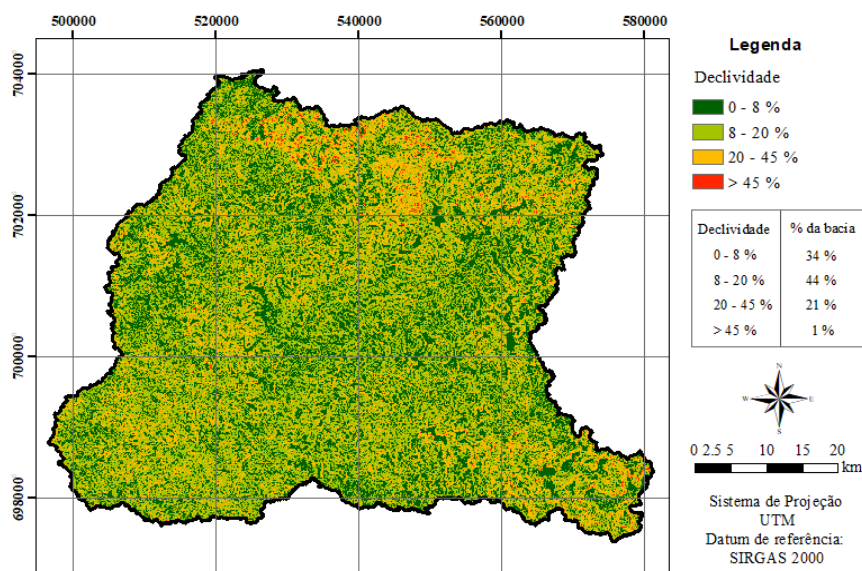 500000 520000 540000 560000 580000
704000
702000
700000
698000
Legenda
Declividade
0 - 8 %
8 - 20 %
20 - 45 %
> 45 %
Declividade % da bacia
0 - 8 % 34 %
8 - 20 % 44 %
20 - 45 % 21 %
> 45 % 1 %
N
W E
S
0 2.5 5 10 15 20
km
Sistema de Projeção
UTM
Datum de referência:
SIRGAS 2000